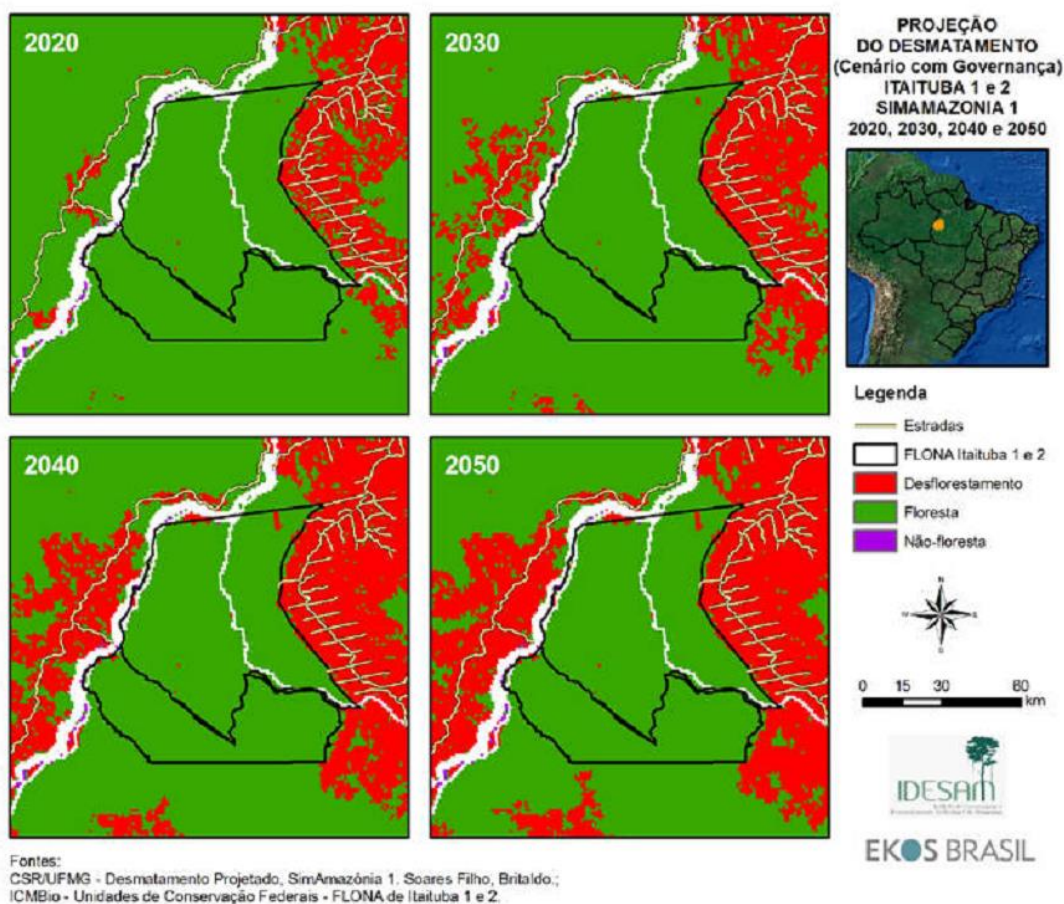 2020
2030
2040
2050
PROJEÇÃO
DO DESMATAMENTO
(Cenário com Governança)
ITAITUBA 1 e 2
SIMAMAZONIA 1
2020, 2030, 2040 e 2050
Legenda
Estradas
FLONA Itaituba 1 e 2
Desflorestamento
Floresta
Não-floresta
N
W
E
S
0 15 30 60
km
IDESAM
EKOS BRASIL
Fontes:
CSR/UFMG - Desmatamento Projetado, SimAmazônia 1. Soares Filho, Britaldo.;
ICMBio - Unidades de Conservação Federais - FLONA de Itaituba 1 e 2.